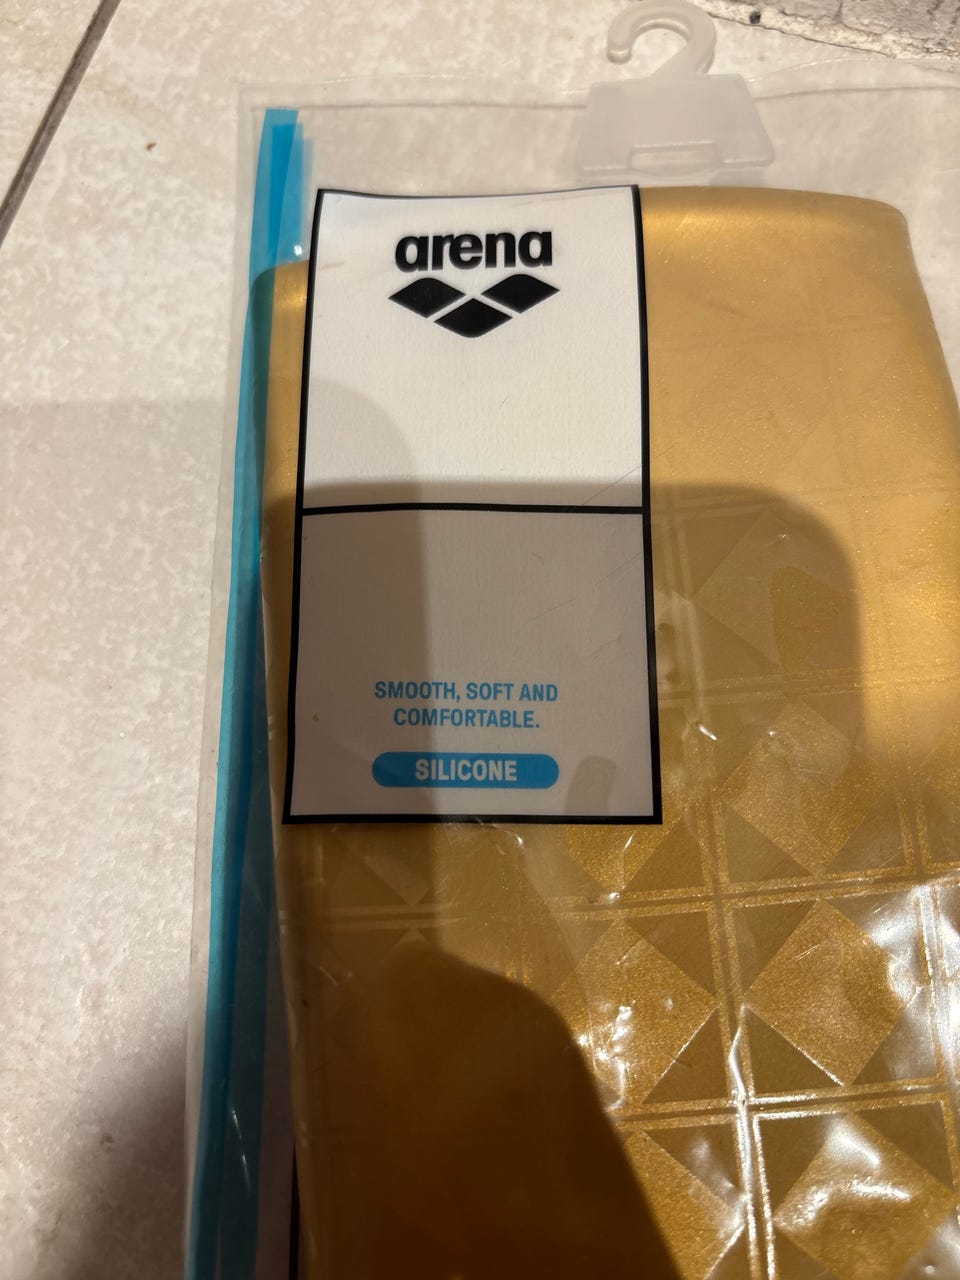 arena
SMOOTH, SOFT AND
COMFORTABLE.
SILICONE